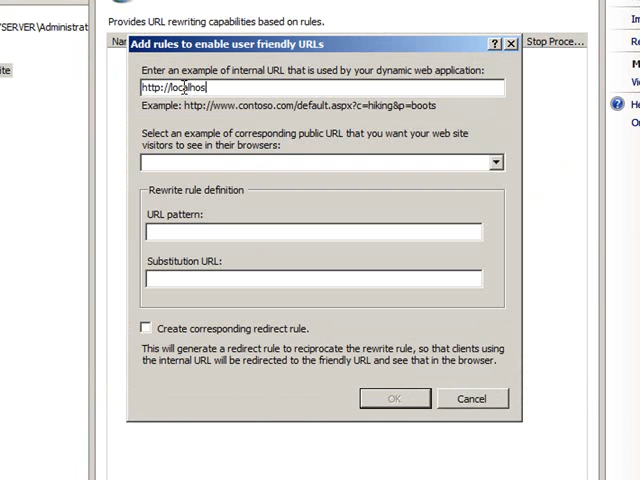 SERVER\Administrat
Provides URL rewriting capabilities based on rules.
Add rules to enable user friendly URLs
Stop Proce...
Enter an example of internal URL that is used by your dynamic web application:
http://localhos
Example: http://www.contoso.com/default.aspx?c=hiking&p=boots
Select an example of corresponding public URL that you want your web site
visitors to see in their browsers:
Rewrite rule definition
URL pattern:
Substitution URL:
Create corresponding redirect rule.
This will generate a redirect rule to reciprocate the rewrite rule, so that clients using
the internal URL will be redirected to the friendly URL and see that in the browser.
OK
Cancel